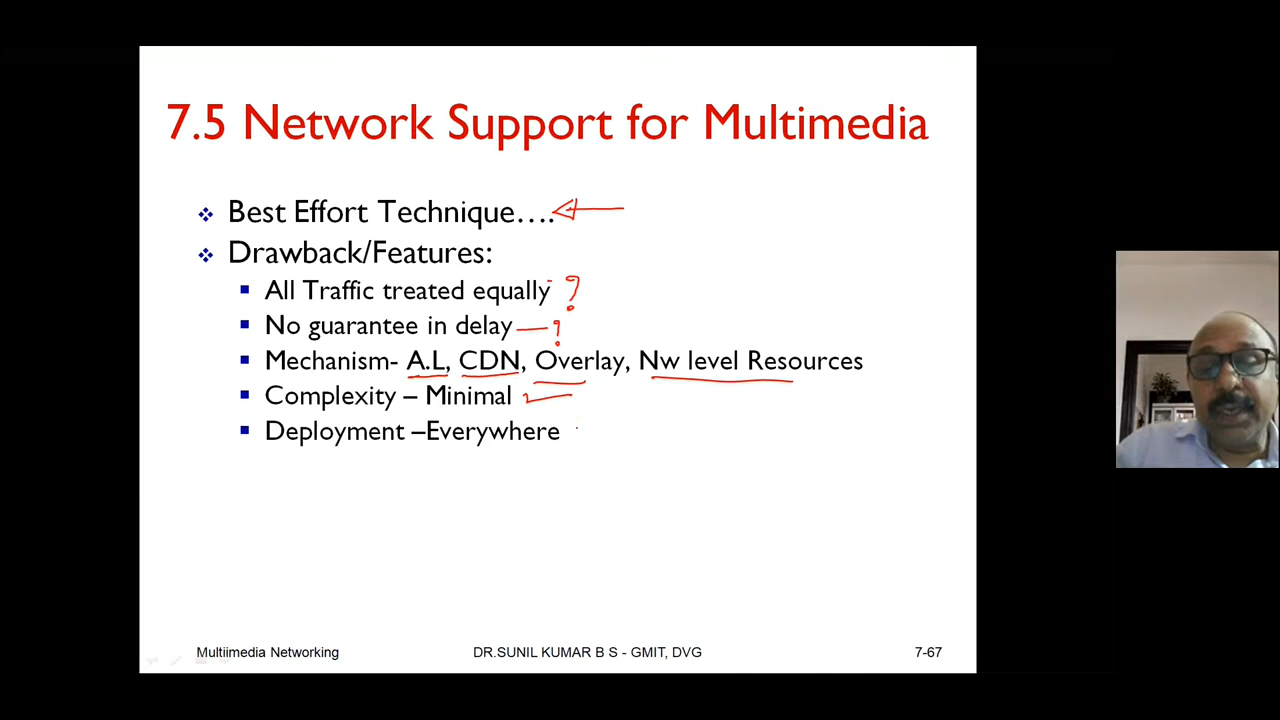 7.5 Network Support for Multimedia
Best Effort Technique….
Drawback/Features:
All Traffic treated equally ?
No guarantee in delay — ?
Mechanism- A.L, CDN, Overlay, Nw level Resources
Complexity – Minimal
Deployment –Everywhere
Multiimedia Networking DR.SUNIL KUMAR B S - GMIT, DVG 7-67